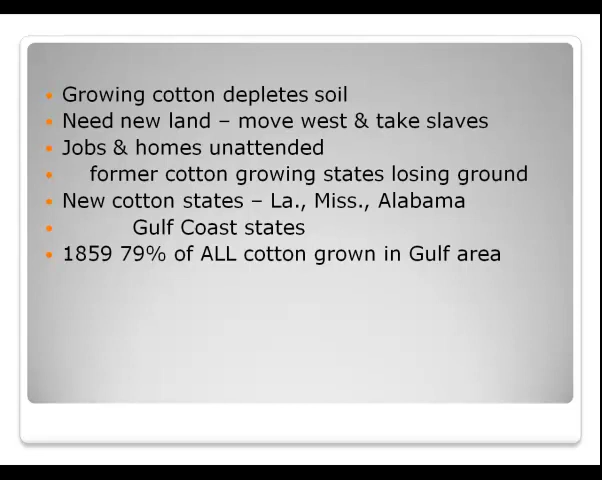 • Growing cotton depletes soil
• Need new land – move west & take slaves
• Jobs & homes unattended
• former cotton growing states losing ground
• New cotton states – La., Miss., Alabama
• Gulf Coast states
• 1859 79% of ALL cotton grown in Gulf area